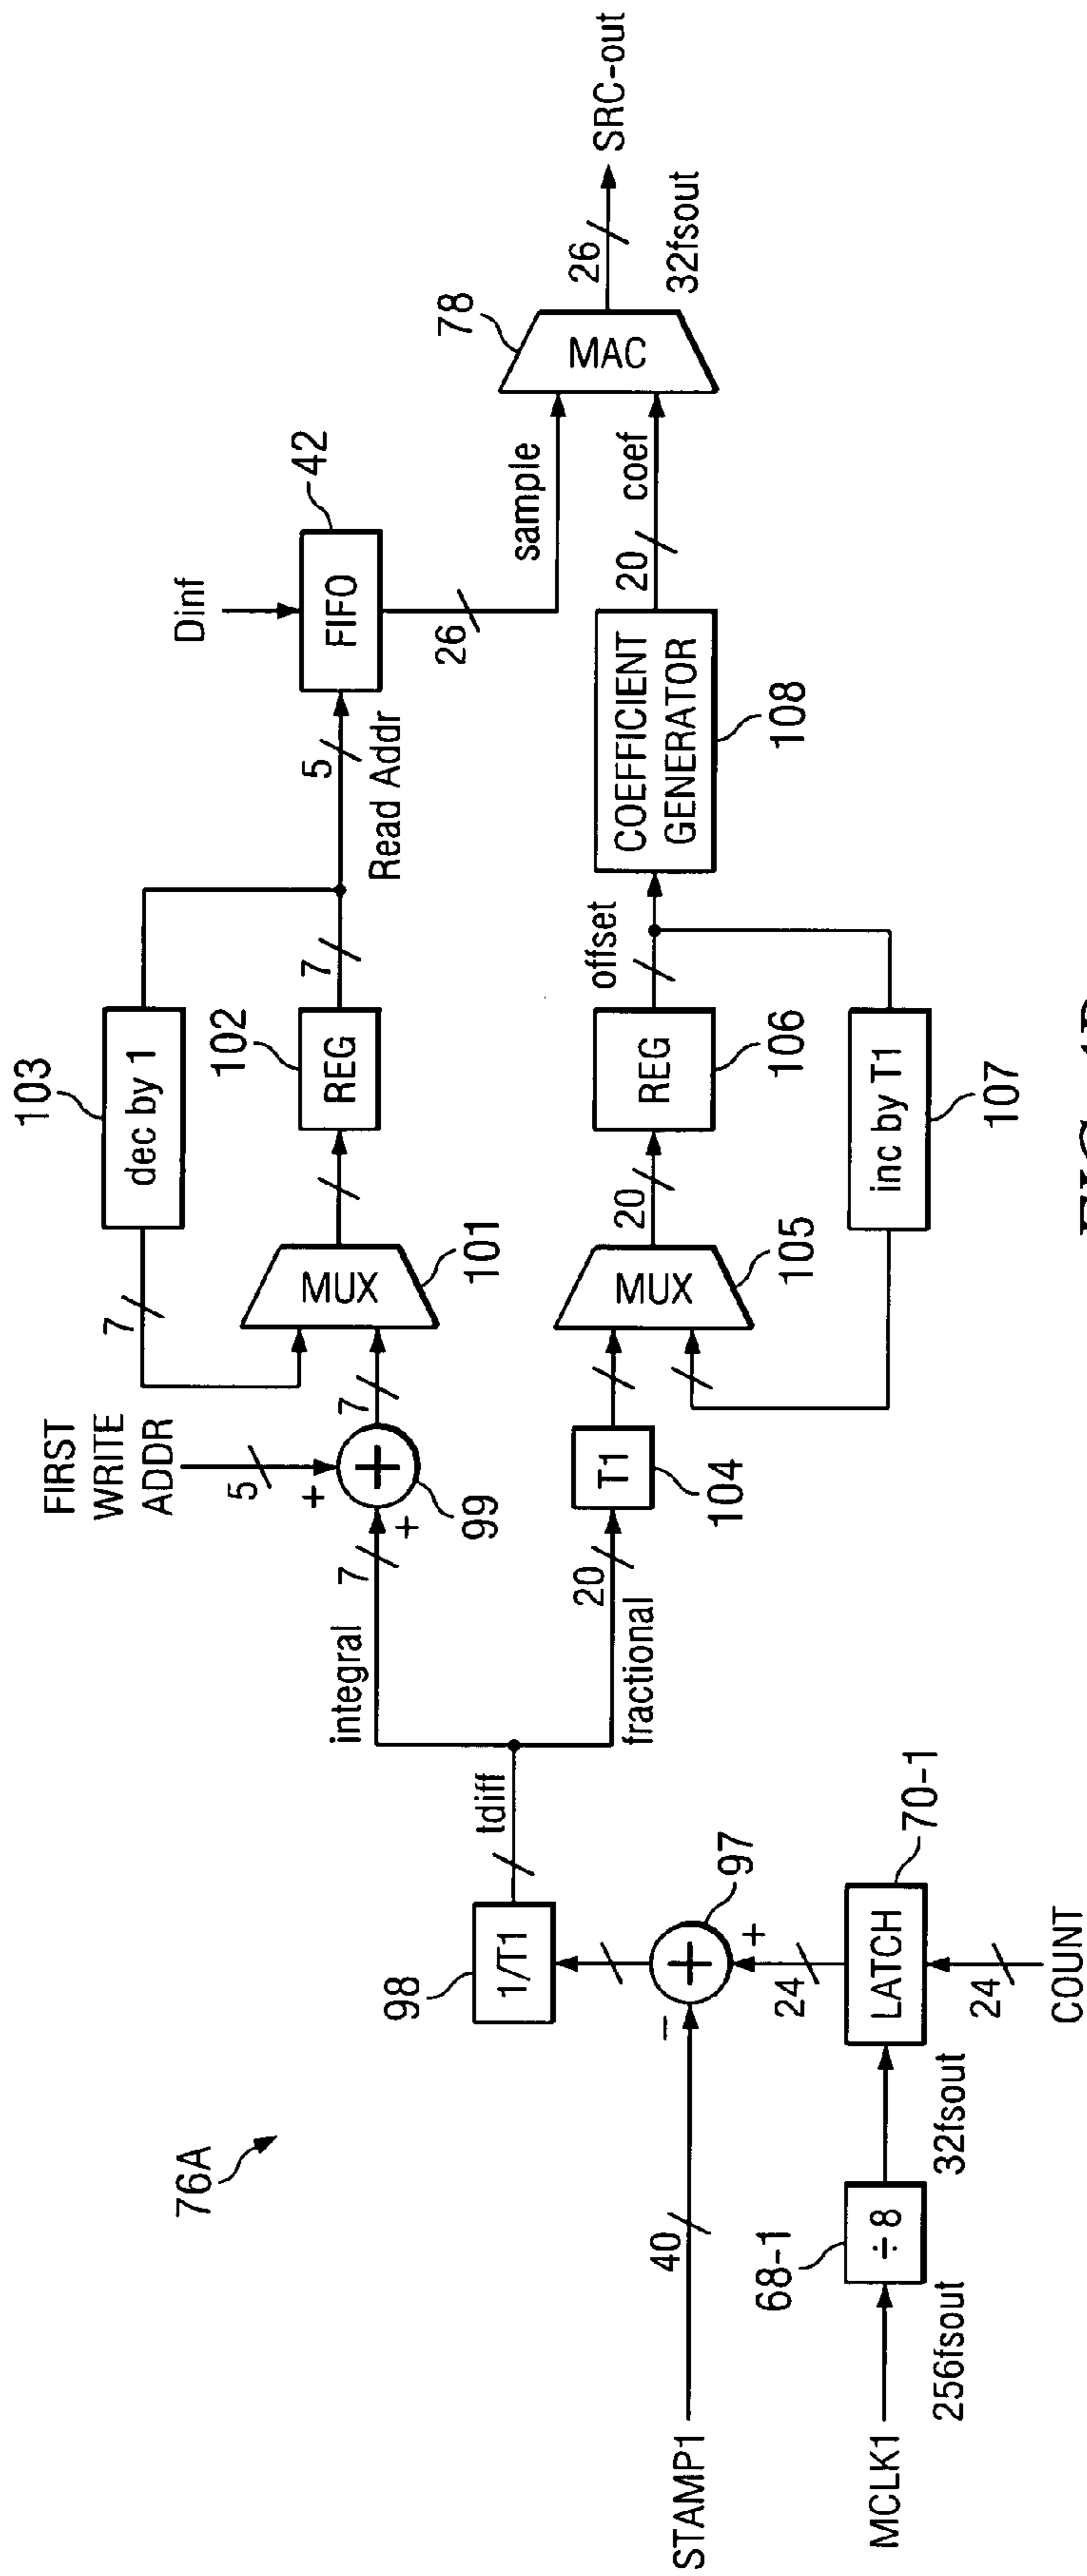 76A
STAMP1
40
MCLK1
256fsout
68-1
÷8
32fsout
LATCH
70-1
24
COUNT
24
+
−
+
97
98
1/T1
tdiff
integral
7
fractional
20
FIRST
WRITE
ADDR
5
+
+
+
99
7
T1
104
MUX
101
7
103
dec by 1
102
REG
7
5
Read Addr
Dinf
FIFO
42
26
sample
MUX
105
20
REG
106
offset
inc by T1
107
COEFFICIENT
GENERATOR
108
20
coef
MAC
78
26
32fsout
SRC-out